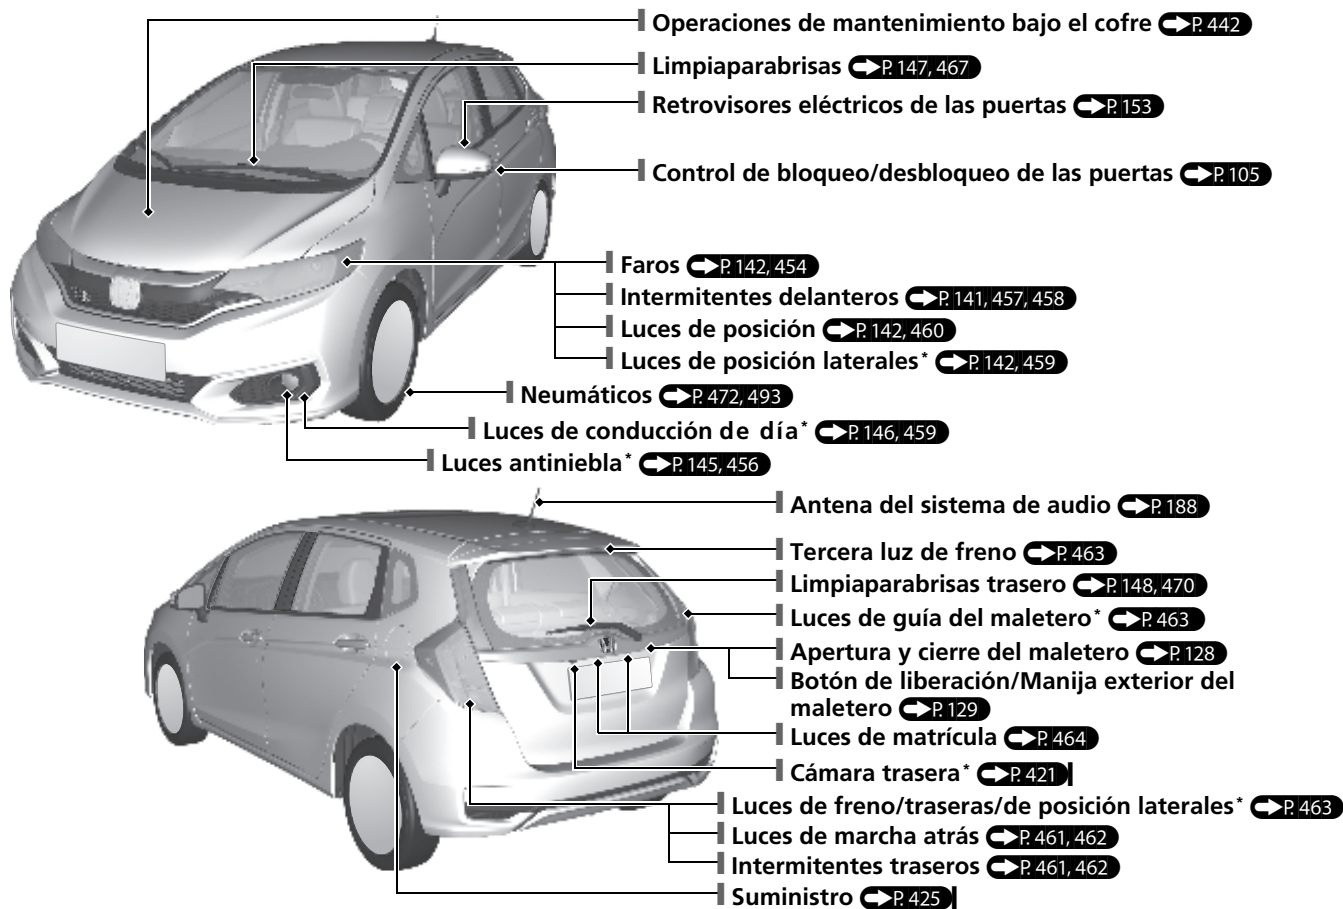 Operaciones de mantenimiento bajo el cofre P. 442
Limpiaparabrisas P. 147, 467
Retrovisores eléctricos de las puertas P. 153
Control de bloqueo/desbloqueo de las puertas P. 105
Faros P. 142, 454
Intermitentes delanteros P. 141, 457, 458
Luces de posición P. 142, 460
Luces de posición laterales* P. 142, 459
Neumáticos P. 472, 493
Luces de conducción de día* P. 146, 459
Luces antiniebla* P. 145, 456
Antena del sistema de audio P. 188
Tercera luz de freno P. 463
Limpiaparabrisas trasero P. 148, 470
Luces de guía del maletero* P. 463
Apertura y cierre del maletero P. 128
Botón de liberación/Manija exterior del
maletero P. 129
Luces de matrícula P. 464
Cámara trasera* P. 421
Luces de freno/traseras/de posición laterales* P. 463
Luces de marcha atrás P. 461, 462
Intermitentes traseros P. 461, 462
Suministro P. 425